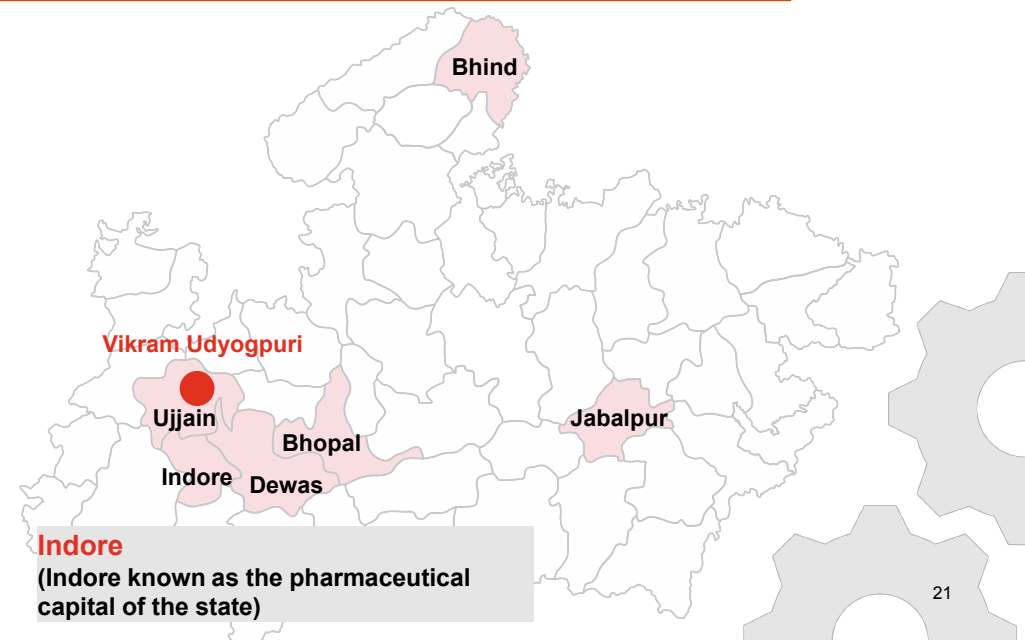 Bhind
Vikram Udyogpuri
Ujjain
Jabalpur
Bhopal
Indore
Dewas
Indore
(Indore known as the pharmaceutical
capital of the state)
21